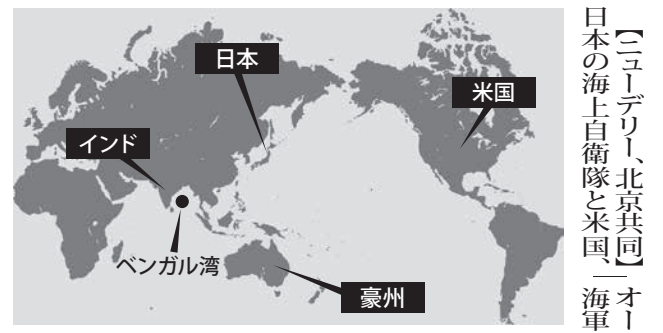 【ニューデリー、北京共同】
日本の海上自衛隊と米国、
オー
海軍
日本
米国
インド
ベンガル湾
豪州